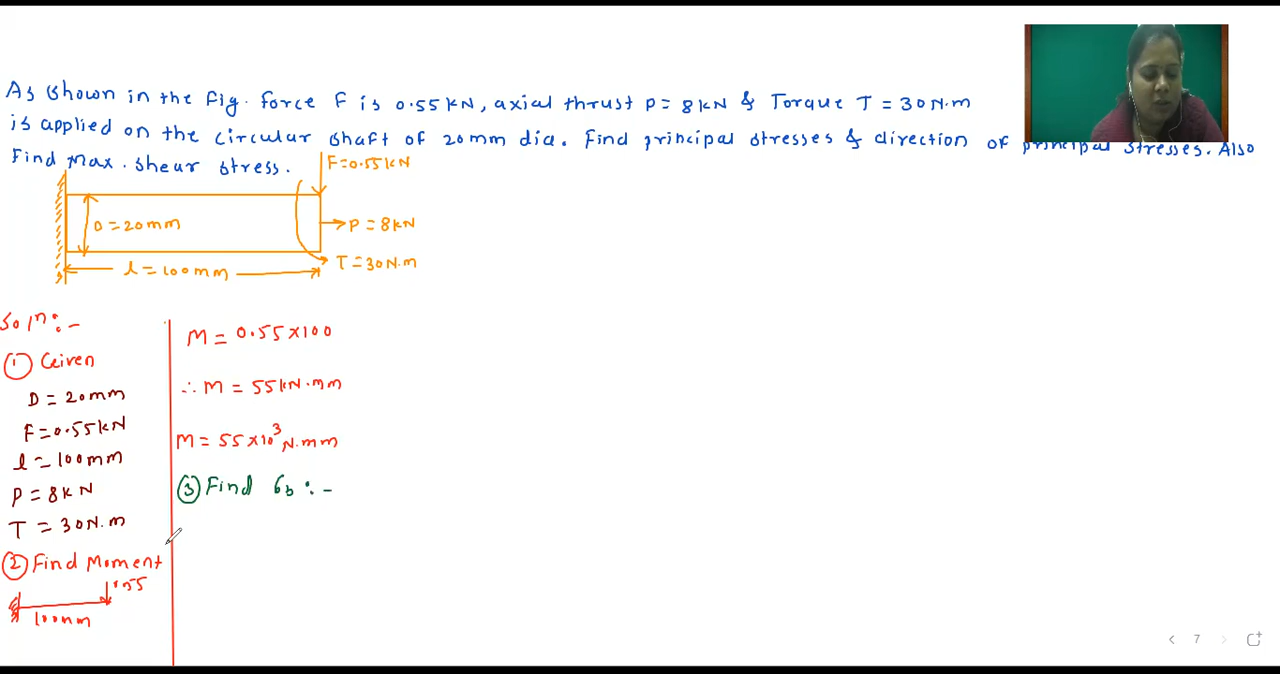 As shown in the fig. force F is 0.55kN, axial thrust P=8kN & Torque T=30N.m
is applied on the circular shaft of 20mm dia. Find principal stresses & direction of principal stresses. Also
Find Max. shear stress.
F=0.55kN
D=20mm
P=8kN
T=30N.m
l=100mm
Soln:-
① Given
D=20mm
F=0.55kN
l=100mm
P=8kN
T=30N.m
② Find Moment
0.55
100mm
M=0.55×100
∴M=55kN.mm
M=55×10³N.mm
③ Find σb:-
7